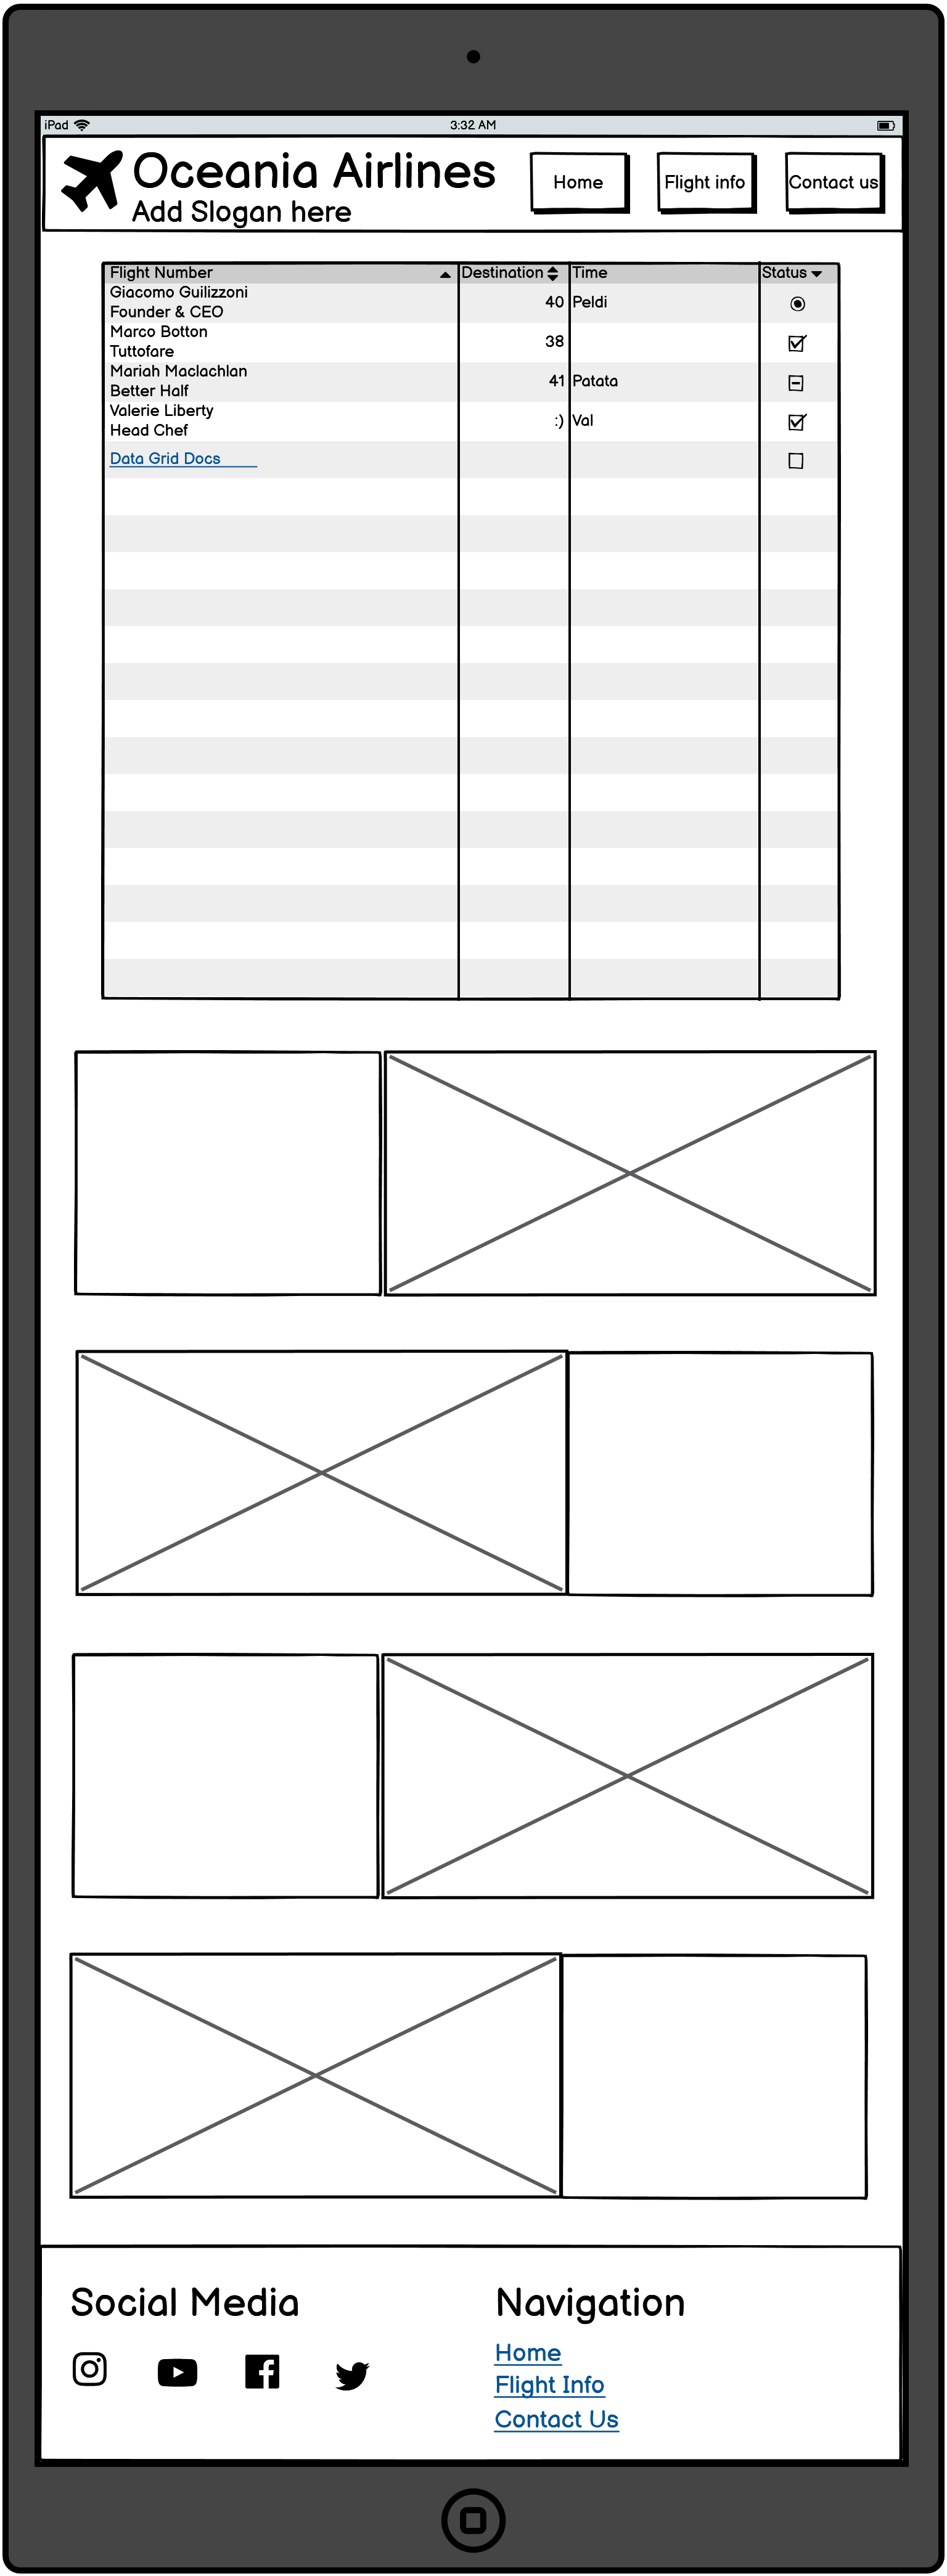 iPad 3:32 AM
Oceania Airlines
Add Slogan here
Home Flight info Contact us
Flight Number Destination Time Status
Giacomo Guilizzoni
Founder & CEO 40 Peldi
Marco Botton
Tuttofare 38
Mariah Maclachlan
Better Half 41 Patata
Valerie Liberty
Head Chef :) Val
Data Grid Docs
Social Media
Navigation
Home
Flight Info
Contact Us